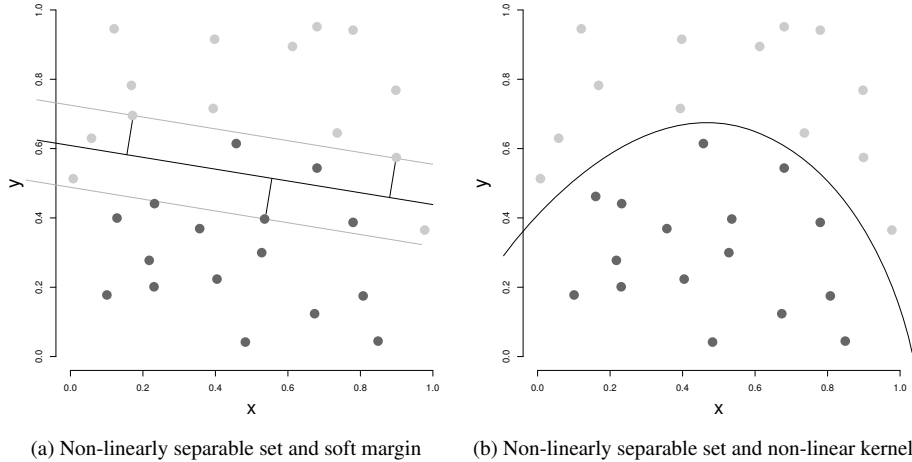 1.0
0.8
0.6
0.4
0.2
0.0
y
0.0 0.2 0.4 0.6 0.8 1.0
x
(a) Non-linearly separable set and soft margin
1.0
0.8
0.6
0.4
0.2
0.0
y
0.0 0.2 0.4 0.6 0.8 1.0
x
(b) Non-linearly separable set and non-linear kernel